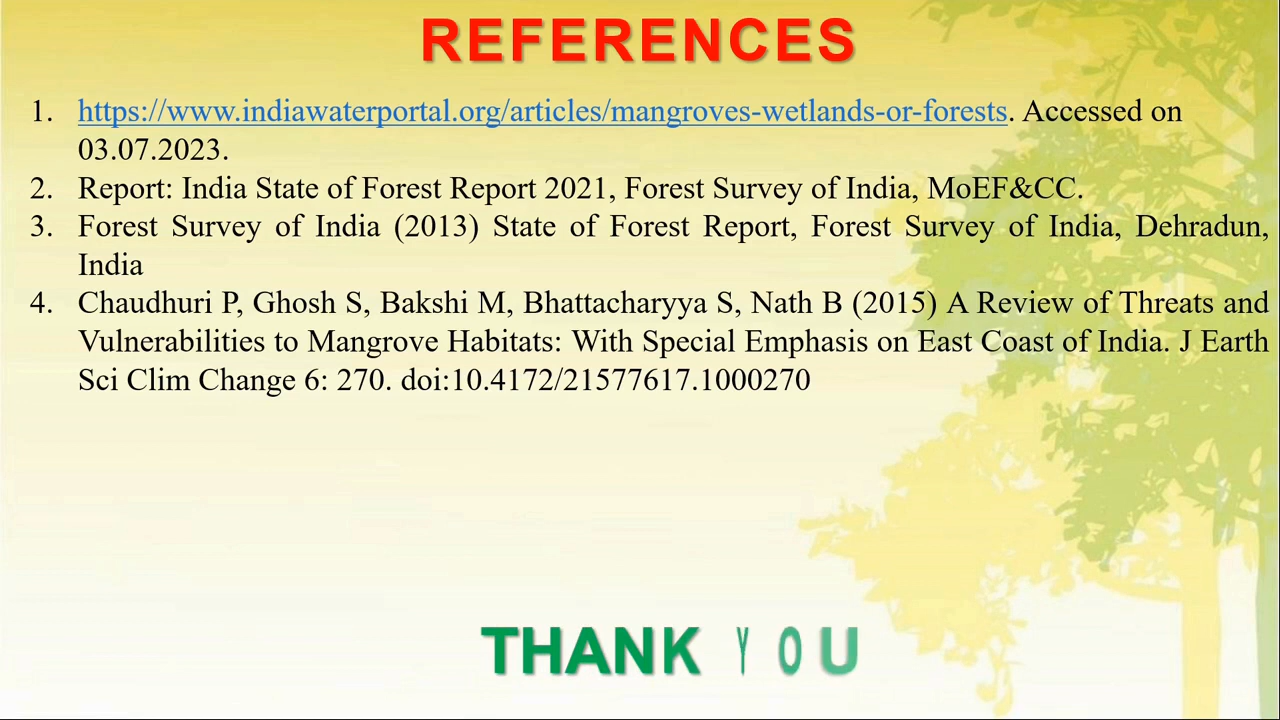 REFERENCES
1. https://www.indiawaterportal.org/articles/mangroves-wetlands-or-forests. Accessed on
03.07.2023.
2. Report: India State of Forest Report 2021, Forest Survey of India, MoEF&CC.
3. Forest Survey of India (2013) State of Forest Report, Forest Survey of India, Dehradun,
India
4. Chaudhuri P, Ghosh S, Bakshi M, Bhattacharyya S, Nath B (2015) A Review of Threats and
Vulnerabilities to Mangrove Habitats: With Special Emphasis on East Coast of India. J Earth
Sci Clim Change 6: 270. doi:10.4172/21577617.1000270
THANK YOU